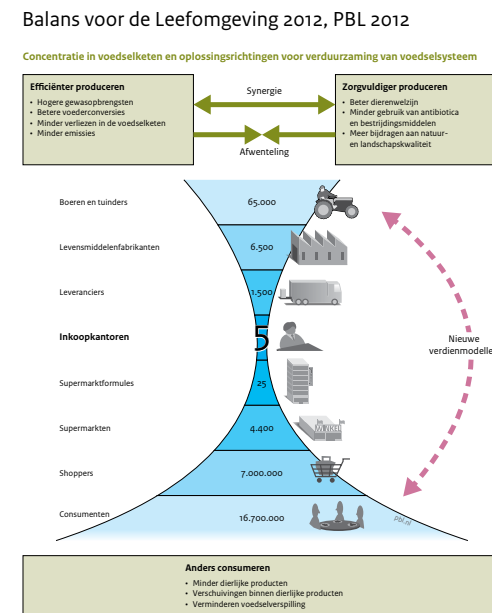 Balans voor de Leefomgeving 2012, PBL 2012
Concentratie in voedselketen en oplossingsrichtingen voor verduurzaming van voedselsysteem
Efficiënter produceren
• Hogere gewasopbrengsten
• Betere voederconversies
• Minder verliezen in de voedselketen
• Minder emissies
Synergie
Afwenteling
Zorgvuldiger produceren
• Beter dierenwelzijn
• Minder gebruik van antibiotica
en bestrijdingsmiddelen
• Meer bijdragen aan natuur-
en landschapskwaliteit
Boeren en tuinders 65.000
Levensmiddelenfabrikanten 6.500
Leveranciers 1.500
Inkoopkantoren 5
Supermarktformules 25
Supermarkten 4.400
WINKEL
Shoppers 7.000.000
Consumenten 16.700.000
Nieuwe
verdienmodelle
pbl.nl
Anders consumeren
• Minder dierlijke producten
• Verschuivingen binnen dierlijke producten
• Verminderen voedselverspilling